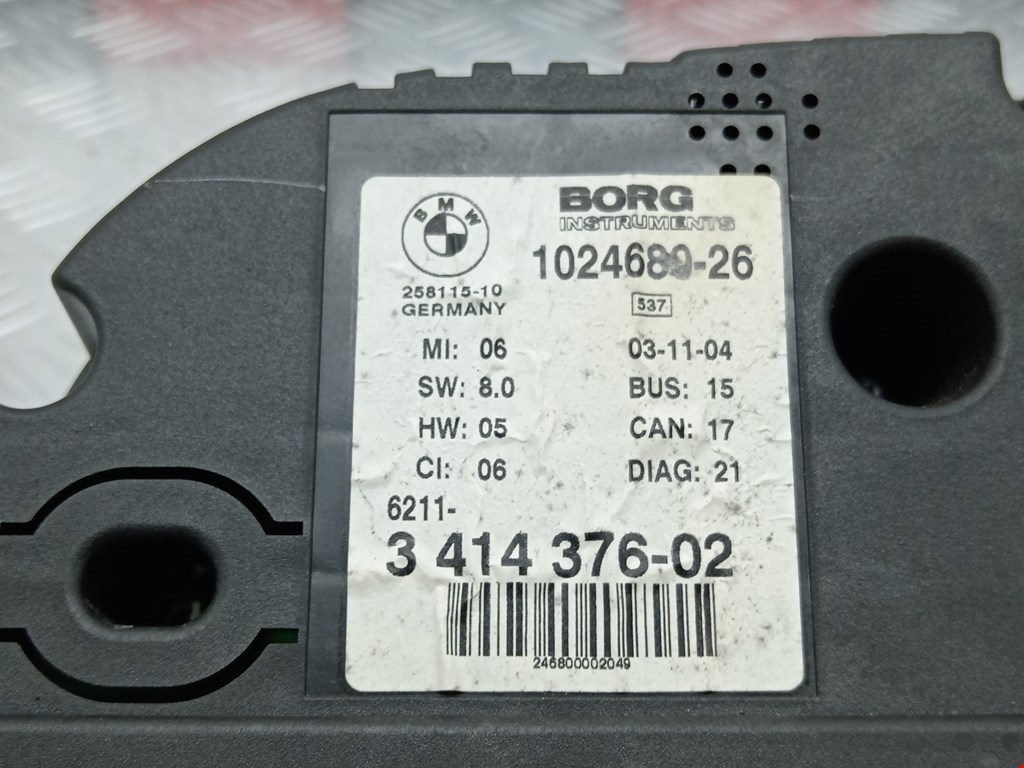 BMW
BORG
INSTRUMENTS
1024680-26
258115-10
GERMANY
537
MI: 06
03-11-04
SW: 8.0
BUS: 15
HW: 05
CAN: 17
CI: 06
DIAG: 21
6211-
3 414 376-02
246800002049